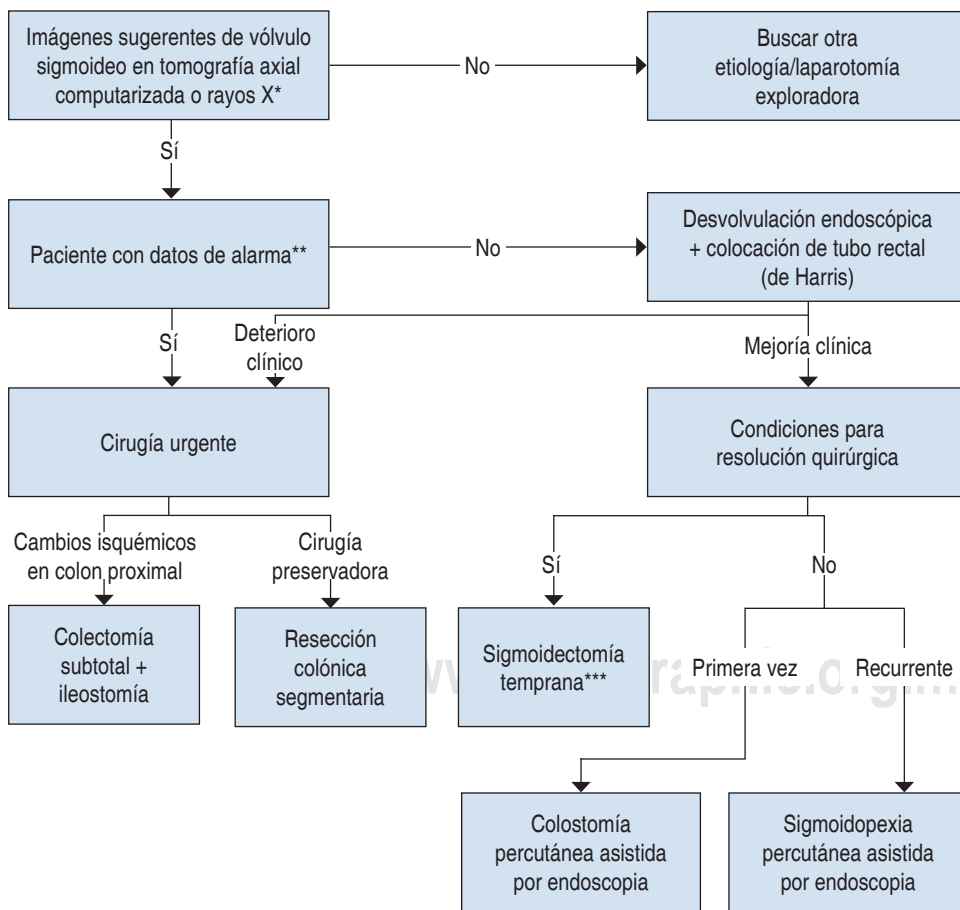 Imágenes sugerentes de vólvulo
sigmoideo en tomografía axial
computarizada o rayos X*
No
Buscar otra
etiología/laparotomía
exploradora
Sí
Paciente con datos de alarma**
No
Desvolvulación endoscópica
+ colocación de tubo rectal
(de Harris)
Sí
Deterioro
clínico
Mejoría clínica
Cirugía urgente
Condiciones para
resolución quirúrgica
Cambios isquémicos
en colon proximal
Cirugía
preservadora
Sí
No
Colectomía
subtotal +
ileostomía
Resección
colónica
segmentaria
Sigmoidectomía
temprana***
Primera vez
Recurrente
Colostomía
percutánea asistida
por endoscopia
Sigmoidopexia
percutánea asistida
por endoscopia